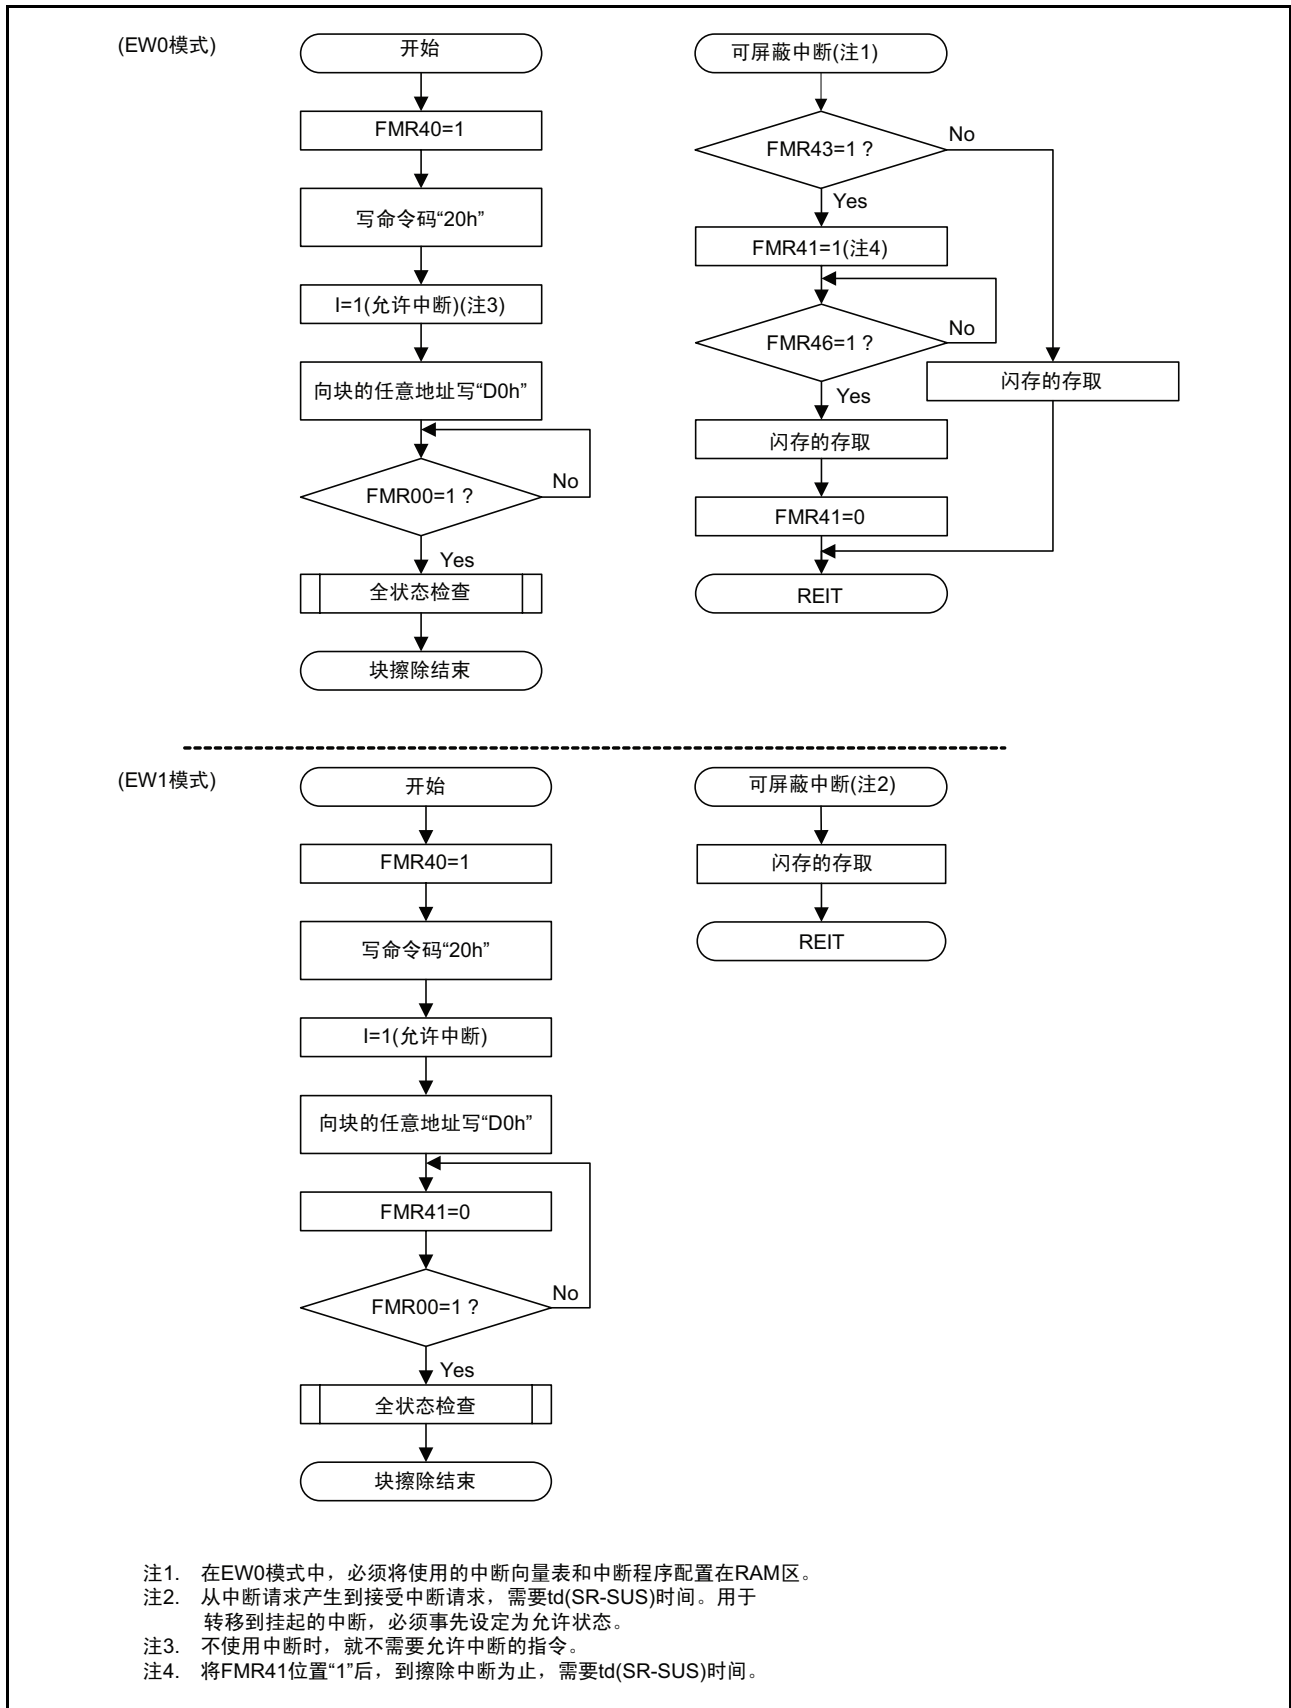 (EW0模式)
开始
FMR40=1
写命令码“20h”
I=1(允许中断)(注3)
向块的任意地址写“D0h”
FMR00=1 ?
No
Yes
全状态检查
块擦除结束
可屏蔽中断(注1)
FMR43=1 ?
No
Yes
FMR41=1(注4)
FMR46=1 ?
No
Yes
闪存的存取
闪存的存取
FMR41=0
REIT
(EW1模式)
开始
FMR40=1
写命令码“20h”
I=1(允许中断)
向块的任意地址写“D0h”
FMR41=0
FMR00=1 ?
No
Yes
全状态检查
块擦除结束
可屏蔽中断(注2)
闪存的存取
REIT
注1. 在EW0模式中，必须将使用的中断向量表和中断程序配置在RAM区。
注2. 从中断请求产生到接受中断请求，需要td(SR-SUS)时间。用于
转移到挂起的中断，必须事先设定为允许状态。
注3. 不使用中断时，就不需要允许中断的指令。
注4. 将FMR41位置“1”后，到擦除中断为止，需要td(SR-SUS)时间。